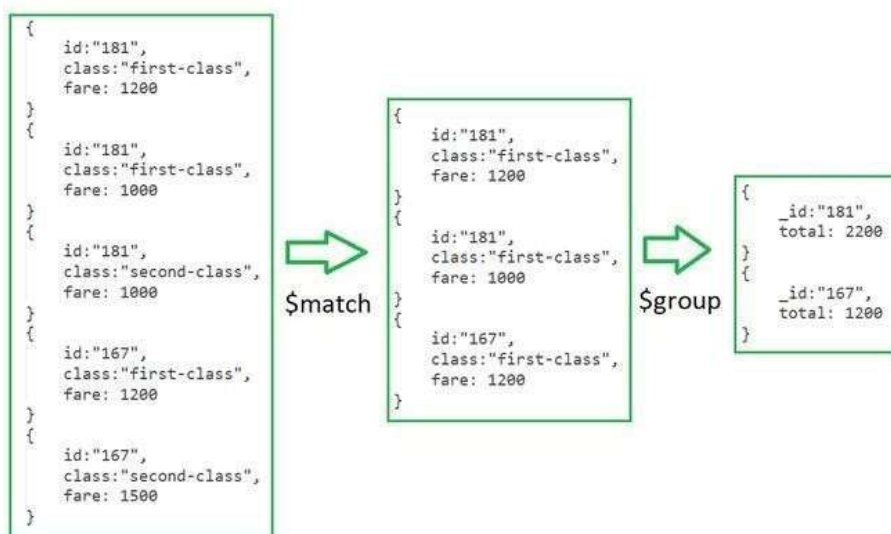 {
id:"181",
class:"first-class",
fare: 1200
}
{
id:"181",
class:"first-class",
fare: 1000
}
{
id:"181",
class:"second-class",
fare: 1000
}
{
id:"167",
class:"first-class",
fare: 1200
}
{
id:"167",
class:"second-class",
fare: 1500
}
$match
{
id:"181",
class:"first-class",
fare: 1200
}
{
id:"181",
class:"first-class",
fare: 1000
}
{
id:"167",
class:"first-class",
fare: 1200
}
$group
{
_id:"181",
total: 2200
}
{
_id:"167",
total: 1200
}